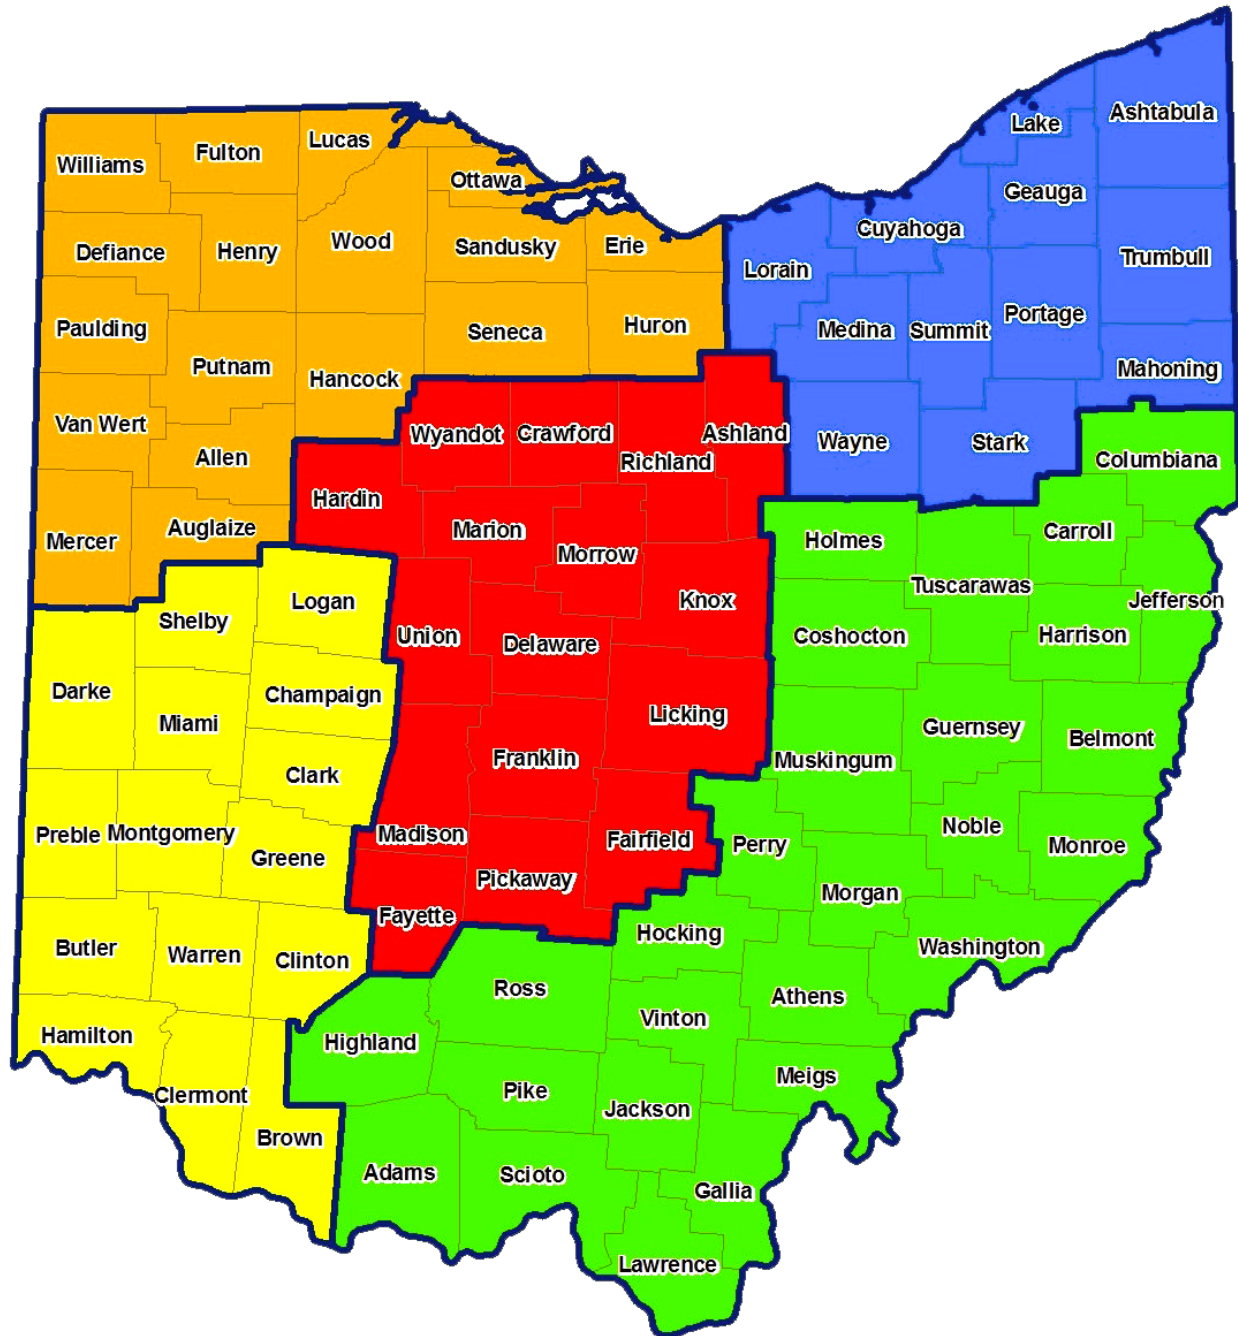 Ashtabula
Lake
Lucas
Fulton
Williams
Ottawa
Geauga
Cuyahoga
Wood
Erie
Sandusky
Henry
Defiance
Trumbull
Lorain
Portage
Huron
Paulding
Medina
Summit
Seneca
Putnam
Mahoning
Hancock
Van Wert
Wyandot
Crawford
Ashland
Wayne
Stark
Allen
Richland
Columbiana
Hardin
Auglaize
Marion
Carroll
Mercer
Holmes
Morrow
Tuscarawas
Logan
Knox
Jefferson
Shelby
Union
Coshocton
Harrison
Delaware
Darke
Champaign
Licking
Miami
Guernsey
Belmont
Franklin
Muskingum
Clark
Noble
Preble
Montgomery
Madison
Fairfield
Perry
Monroe
Greene
Pickaway
Morgan
Fayette
Hocking
Butler
Washington
Warren
Clinton
Ross
Athens
Vinton
Hamilton
Highland
Meigs
Pike
Clermont
Jackson
Brown
Adams
Scioto
Gallia
Lawrence